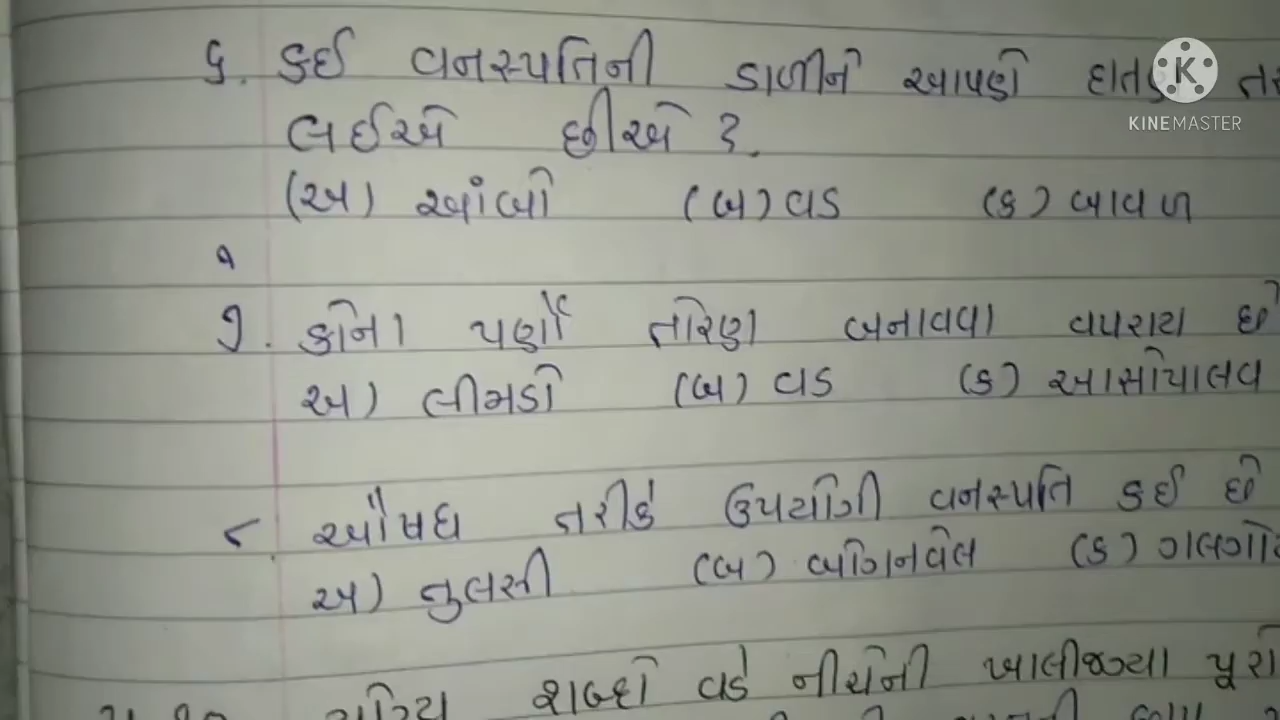 ૬. કઈ વનસ્પતિની ડાળીને આપણે દાતણ
લઈએ છીએ ?
(અ) આંબો (બ) વડ (ક) બાવળ
૭. કોના પર્ણો તોરણ બનાવવા વપરાય છે
અ) લીમડો (બ) વડ (ક) આસોપાલવ
૮ ઔષધ તરીકે ઉપયોગી વનસ્પતિ કઈ છે
અ) તુલસી (બ) બોગનવેલ (ક) ગલગોટ
શબ્દો વડે નીચેની ખાલીજગ્યા પૂરો
KINEMASTER